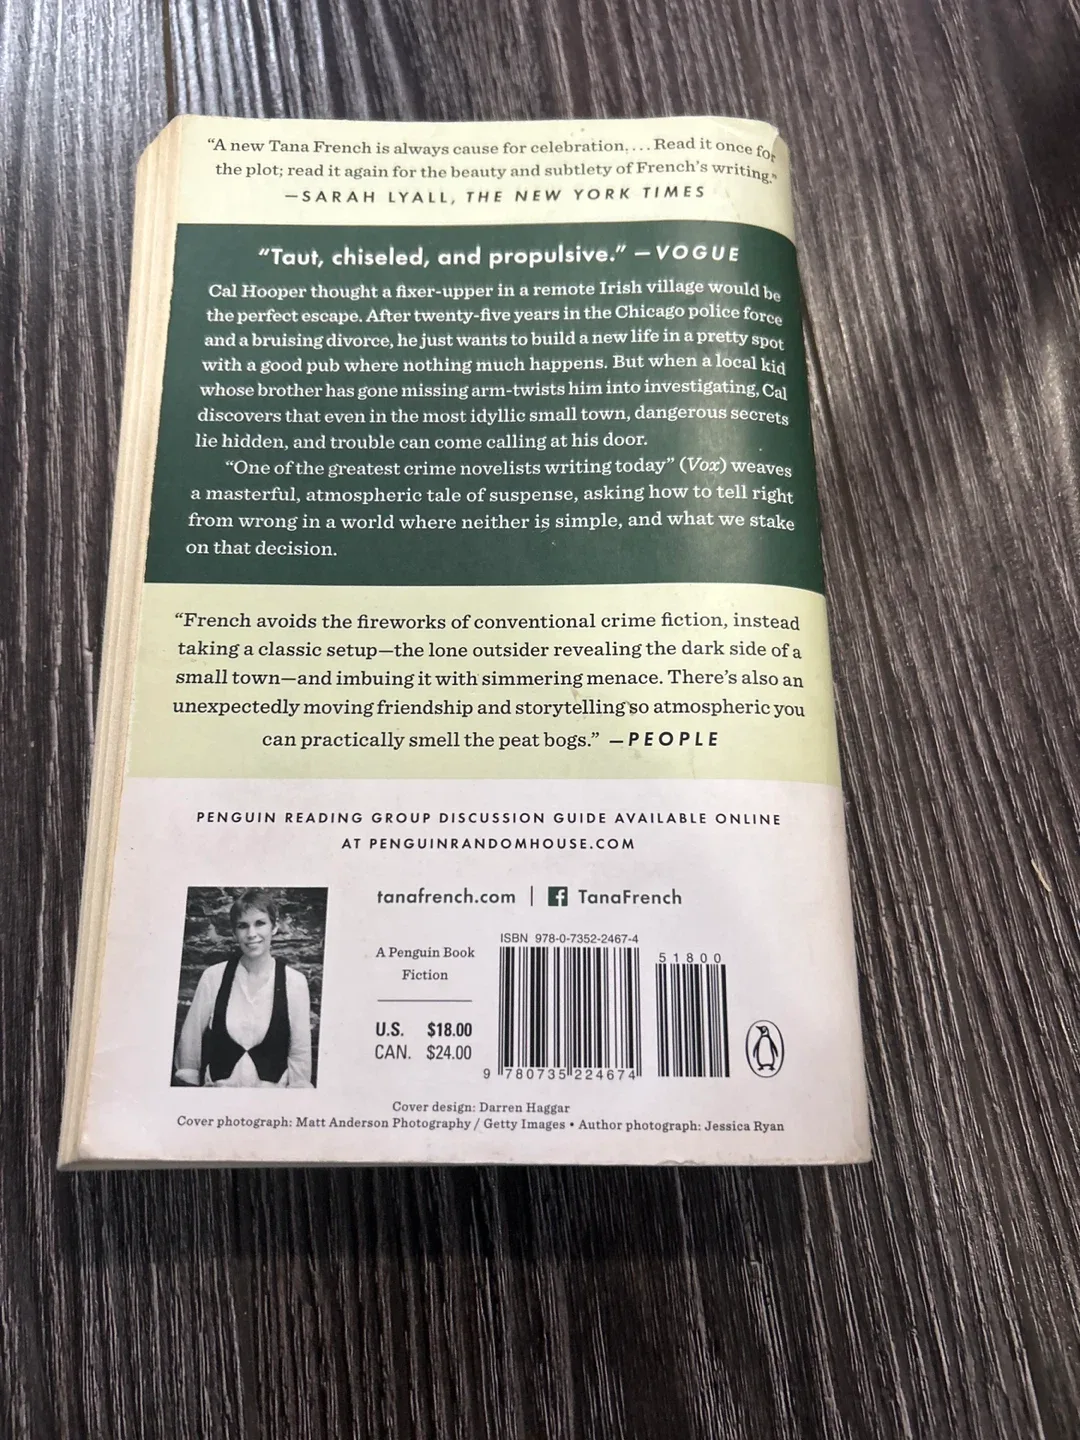 “A new Tana French is always cause for celebration. . . . Read it once for
the plot; read it again for the beauty and subtlety of French’s writing.”
—SARAH LYALL, THE NEW YORK TIMES
“Taut, chiseled, and propulsive.” —VOGUE
Cal Hooper thought a fixer-upper in a remote Irish village would be
the perfect escape. After twenty-five years in the Chicago police force
and a bruising divorce, he just wants to build a new life in a pretty spot
with a good pub where nothing much happens. But when a local kid
whose brother has gone missing arm-twists him into investigating, Cal
discovers that even in the most idyllic small town, dangerous secrets
lie hidden, and trouble can come calling at his door.
“One of the greatest crime novelists writing today” (Vox) weaves
a masterful, atmospheric tale of suspense, asking how to tell right
from wrong in a world where neither is simple, and what we stake
on that decision.
“French avoids the fireworks of conventional crime fiction, instead
taking a classic setup—the lone outsider revealing the dark side of a
small town—and imbuing it with simmering menace. There’s also an
unexpectedly moving friendship and storytelling so atmospheric you
can practically smell the peat bogs.” —PEOPLE
PENGUIN READING GROUP DISCUSSION GUIDE AVAILABLE ONLINE
AT PENGUINRANDOMHOUSE.COM
tanafrench.com | f TanaFrench
A Penguin Book
Fiction
U.S. $18.00
CAN. $24.00
ISBN 978-0-7352-2467-4
51800
9 780735 224674
Cover design: Darren Haggar
Cover photograph: Matt Anderson Photography / Getty Images • Author photograph: Jessica Ryan